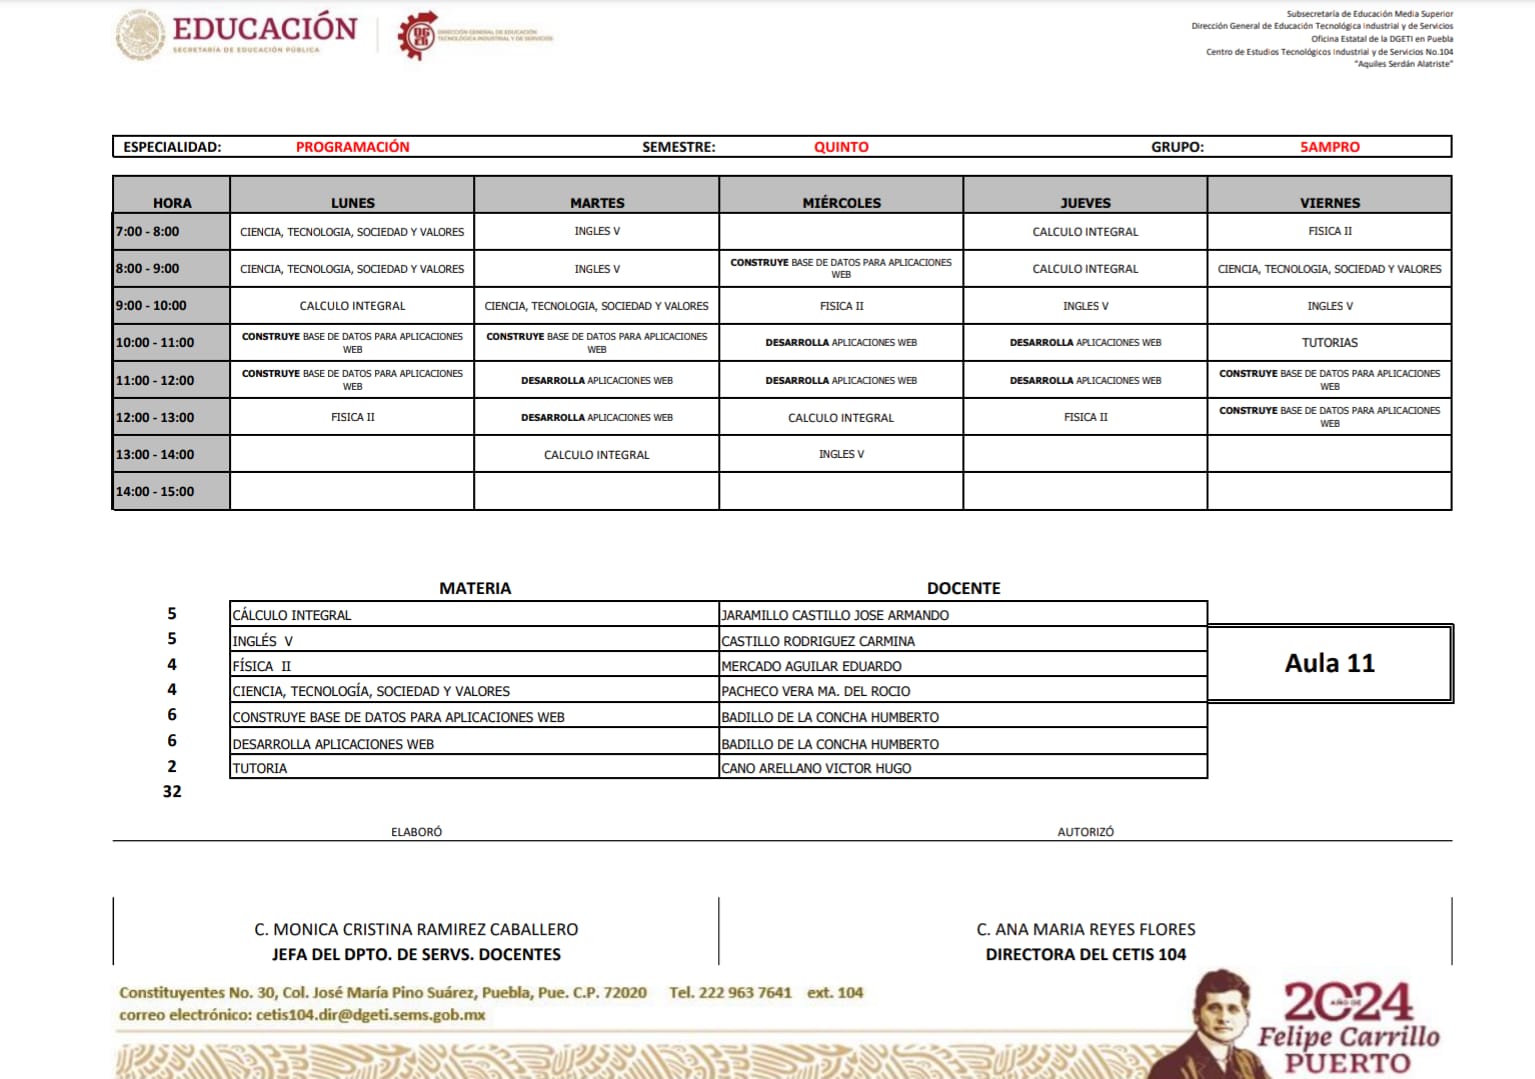 EDUCACIÓN
SECRETARÍA DE EDUCACIÓN PÚBLICA
DIRECCIÓN GENERAL DE EDUCACIÓN
TECNOLÓGICA INDUSTRIAL Y DE SERVICIOS
Subsecretaría de Educación Media Superior
Dirección General de Educación Tecnológica Industrial y de Servicios
Oficina Estatal de la DGETI en Puebla
Centro de Estudios Tecnológicos Industrial y de Servicios No.104
"Aquiles Serdán Alatriste"
ESPECIALIDAD: PROGRAMACIÓN SEMESTRE: QUINTO GRUPO: 5AMPRO
HORA LUNES MARTES MIÉRCOLES JUEVES VIERNES
7:00 - 8:00 CIENCIA, TECNOLOGIA, SOCIEDAD Y VALORES INGLES V CALCULO INTEGRAL FISICA II
8:00 - 9:00 CIENCIA, TECNOLOGIA, SOCIEDAD Y VALORES INGLES V CONSTRUYE BASE DE DATOS PARA APLICACIONES WEB CALCULO INTEGRAL CIENCIA, TECNOLOGIA, SOCIEDAD Y VALORES
9:00 - 10:00 CALCULO INTEGRAL CIENCIA, TECNOLOGIA, SOCIEDAD Y VALORES FISICA II INGLES V INGLES V
10:00 - 11:00 CONSTRUYE BASE DE DATOS PARA APLICACIONES WEB CONSTRUYE BASE DE DATOS PARA APLICACIONES WEB DESARROLLA APLICACIONES WEB DESARROLLA APLICACIONES WEB TUTORIAS
11:00 - 12:00 CONSTRUYE BASE DE DATOS PARA APLICACIONES WEB DESARROLLA APLICACIONES WEB DESARROLLA APLICACIONES WEB DESARROLLA APLICACIONES WEB CONSTRUYE BASE DE DATOS PARA APLICACIONES WEB
12:00 - 13:00 FISICA II DESARROLLA APLICACIONES WEB CALCULO INTEGRAL FISICA II CONSTRUYE BASE DE DATOS PARA APLICACIONES WEB
13:00 - 14:00 CALCULO INTEGRAL INGLES V
14:00 - 15:00
MATERIA DOCENTE
5 CÁLCULO INTEGRAL JARAMILLO CASTILLO JOSE ARMANDO
5 INGLÉS V CASTILLO RODRIGUEZ CARMINA
4 FÍSICA II MERCADO AGUILAR EDUARDO
4 CIENCIA, TECNOLOGÍA, SOCIEDAD Y VALORES PACHECO VERA MA. DEL ROCIO
6 CONSTRUYE BASE DE DATOS PARA APLICACIONES WEB BADILLO DE LA CONCHA HUMBERTO
6 DESARROLLA APLICACIONES WEB BADILLO DE LA CONCHA HUMBERTO
2 TUTORIA CANO ARELLANO VICTOR HUGO
32
Aula 11
ELABORÓ AUTORIZÓ
C. MONICA CRISTINA RAMIREZ CABALLERO C. ANA MARIA REYES FLORES
JEFA DEL DPTO. DE SERVS. DOCENTES DIRECTORA DEL CETIS 104
Constituyentes No. 30, Col. José María Pino Suárez, Puebla, Pue. C.P. 72020 Tel. 222 963 7641 ext. 104
correo electrónico: cetis104.dir@dgeti.sems.gob.mx
2024
AÑO DE
Felipe Carrillo
PUERTO